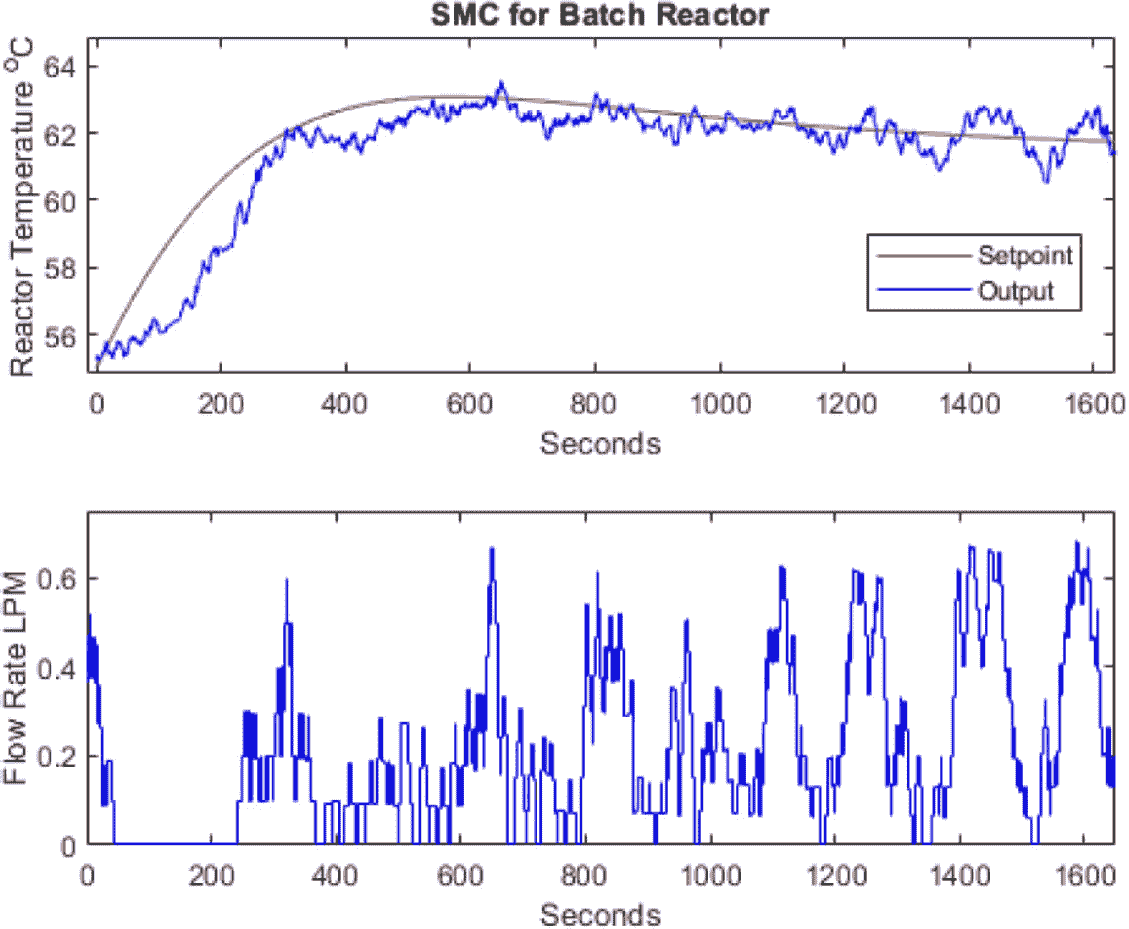 SMC for Batch Reactor
Reactor Temperature ºC
64
62
60
58
56
Setpoint
Output
0 200 400 600 800 1000 1200 1400 1600
Seconds
Flow Rate LPM
0.6
0.4
0.2
0
0 200 400 600 800 1000 1200 1400 1600
Seconds